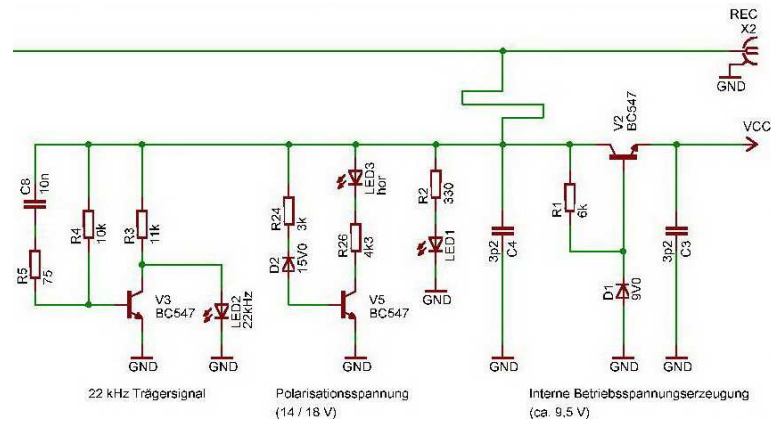 REC
X2
GND
V2
BC547
VCC
C8
10n
R4
10k
R3
11k
R24
3k
LED3
hor
R2
330
R1
6k
R5
75
D2
15V0
R26
4k3
LED1
3p2
C4
3p2
C3
V3
BC547
LED2
22kHz
V5
BC547
GND
D1
9V0
GND
GND
GND
GND
GND
GND
22 kHz Trägersignal
Polarisationsspannung
(14 / 18 V)
Interne Betriebsspannungserzeugung
(ca. 9,5 V)